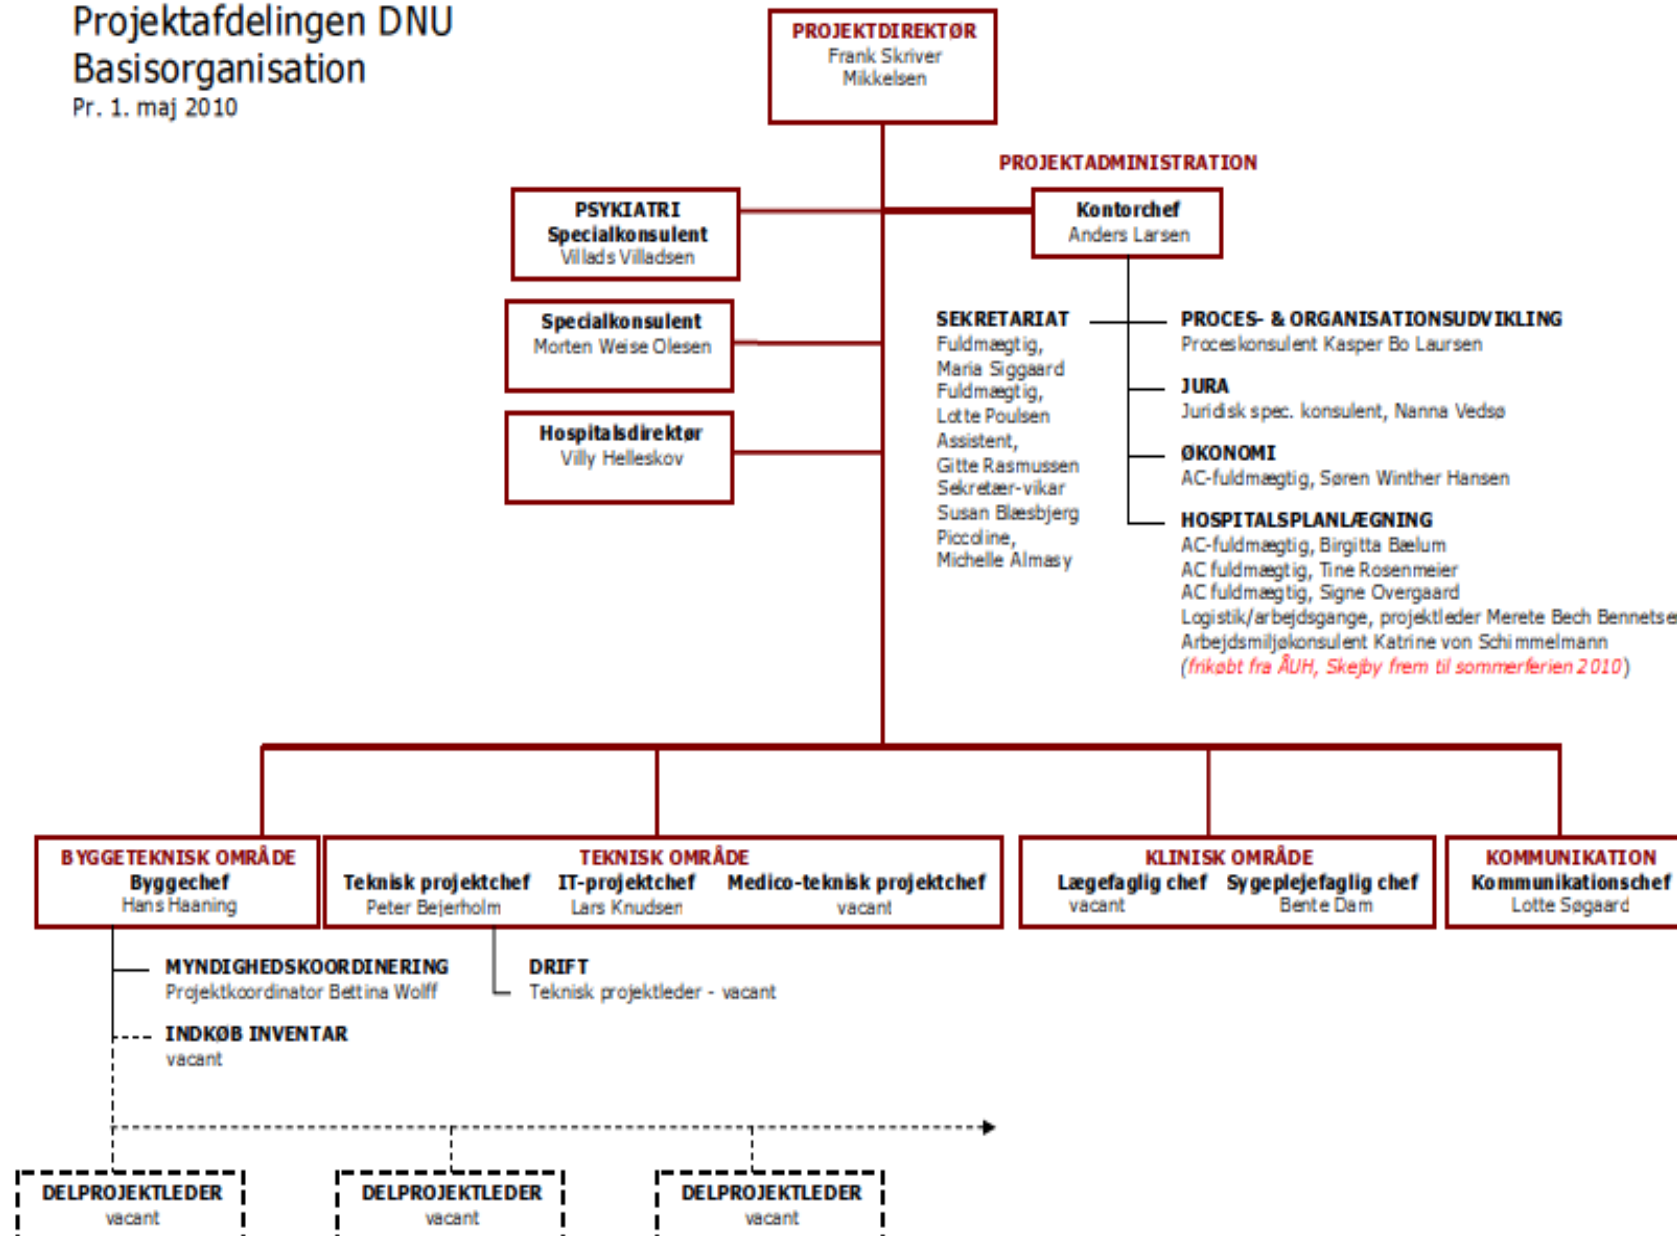 Projektafdelingen DNU
Basisorganisation
Pr. 1. maj 2010
PROJEKTDIREKTØR
Frank Skriver
Mikkelsen
PROJEKTADMINISTRATION
PSYKIATRI
Specialkonsulent
Villads Villadsen
Kontorchef
Anders Larsen
Specialkonsulent
Morten Weise Olesen
Hospitalsdirektør
Villy Helleskov
SEKRETARIAT
Fuldmægtig,
Maria Siggaard
Fuldmægtig,
Lotte Poulsen
Assistent,
Gitte Rasmussen
Sekretær-vikar
Susan Blæsbjerg
Piccoline,
Michelle Almasy
PROCES- & ORGANISATIONSUDVIKLING
Proceskonsulent Kasper Bo Laursen
JURA
Juridisk spec. konsulent, Nanna Vedsø
ØKONOMI
AC-fuldmægtig, Søren Winther Hansen
HOSPITALSPLANLÆGNING
AC-fuldmægtig, Birgitta Bælum
AC fuldmægtig, Tine Rosenmeier
AC fuldmægtig, Signe Overgaard
Logistik/arbejdsgange, projektleder Merete Bech Bennetse
Arbejdsmiljøkonsulent Katrine von Schimmelmann
(frikøbt fra ÅUH, Skejby frem til sommerferien 2010)
BYGGETEKNISK OMRÅDE
Byggechef
Hans Haaning
TEKNISK OMRÅDE
Teknisk projektchef IT-projektchef Medico-teknisk projektchef
Peter Bejerholm Lars Knudsen vacant
KLINISK OMRÅDE
Lægefaglig chef Sygeplejefaglig chef
vacant Bente Dam
KOMMUNIKATION
Kommunikationschef
Lotte Søgaard
MYNDIGHEDSKOORDINERING
Projektkoordinator Bettina Wolff
DRIFT
Teknisk projektleder - vacant
INDKØB INVENTAR
vacant
DELPROJEKTLEDER
vacant
DELPROJEKTLEDER
vacant
DELPROJEKTLEDER
vacant